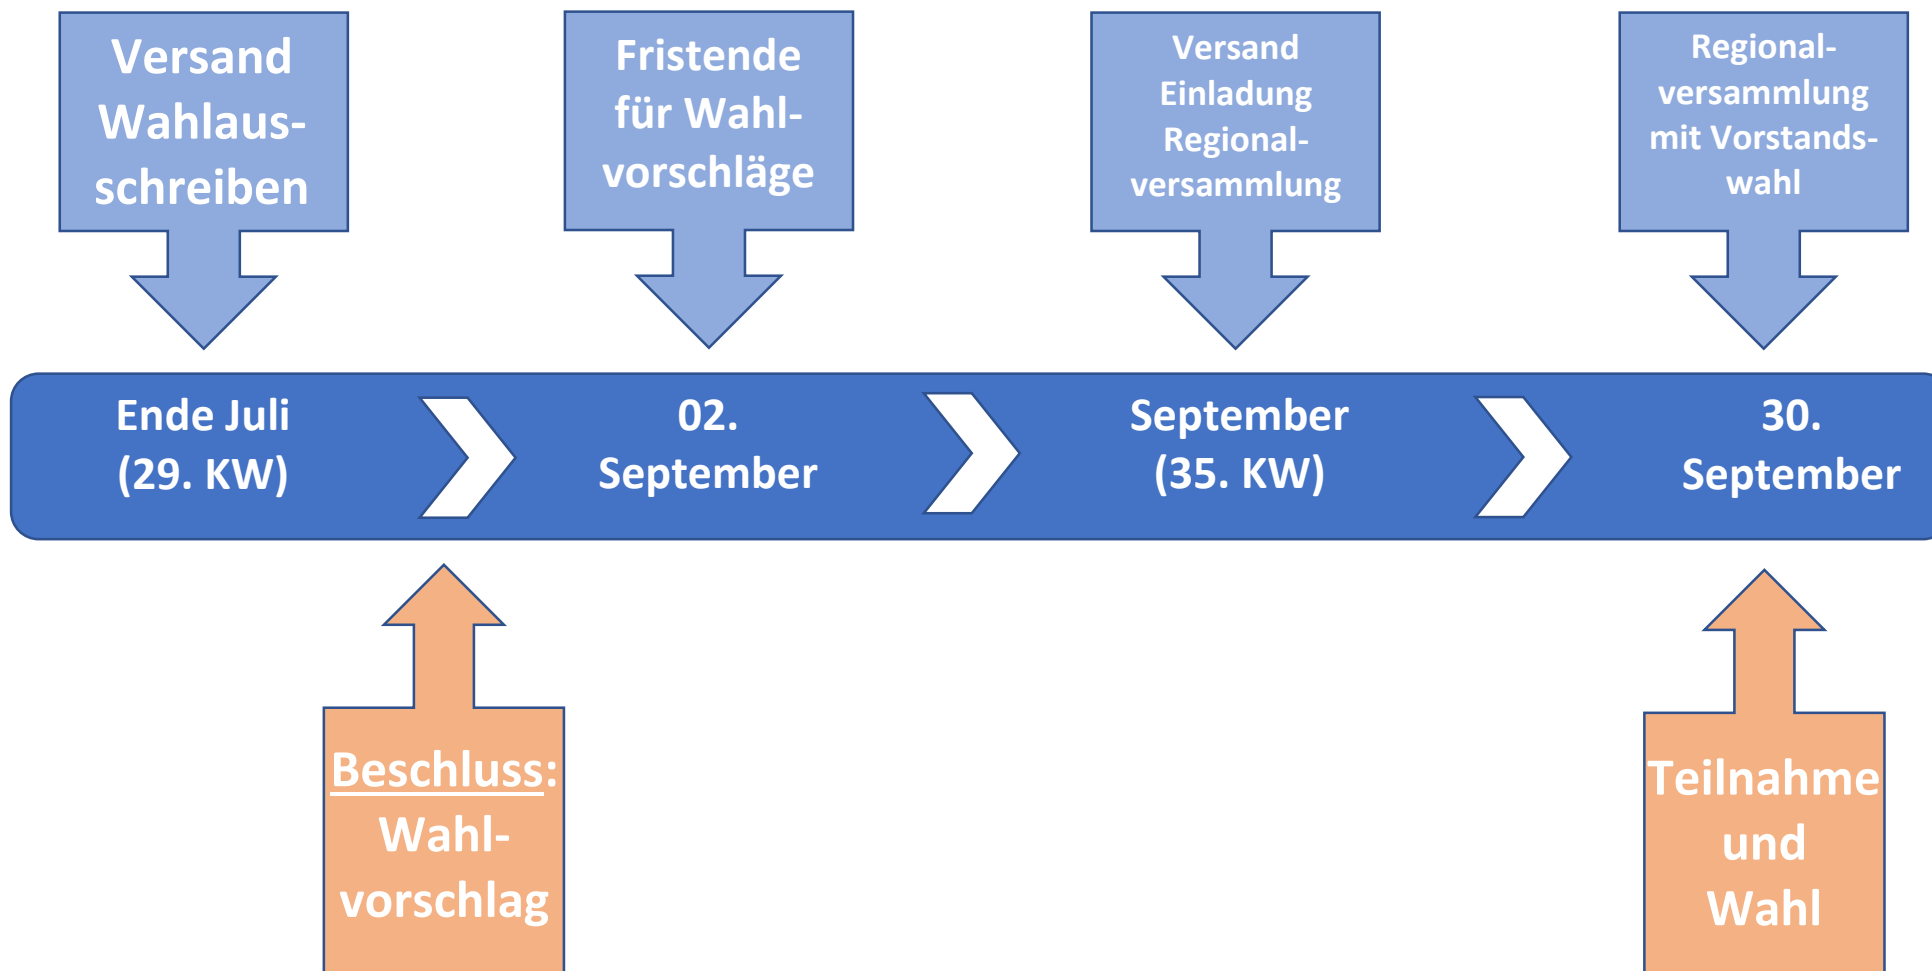 Versand
Wahlaus-
schreiben
Fristende
für Wahl-
vorschläge
Versand
Einladung
Regional-
versammlung
Regional-
versammlung
mit Vorstands-
wahl
Ende Juli
(29. KW)
02.
September
September
(35. KW)
30.
September
Beschluss:
Wahl-
vorschlag
Teilnahme
und
Wahl